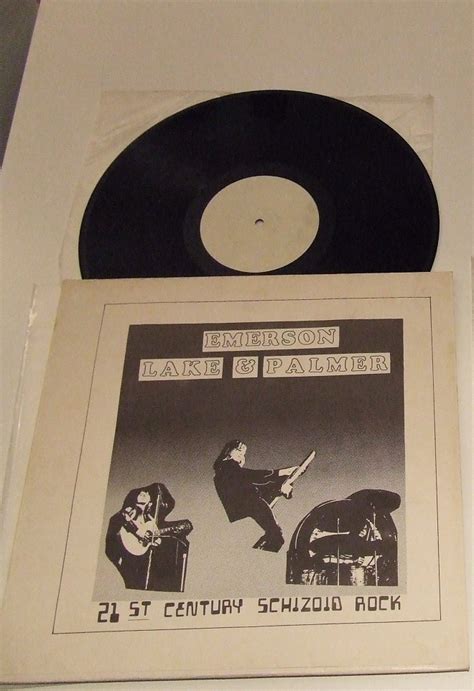 EMERSON
LAKE & PALMER
21 ST CENTURY SCHIZOID ROCK